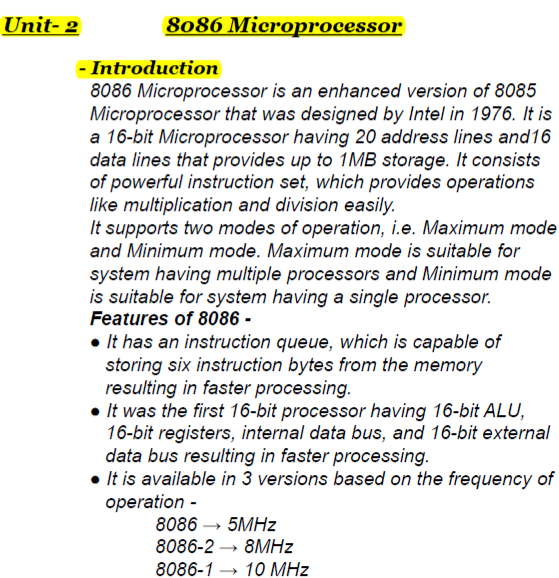 Unit- 2 8086 Microprocessor
- Introduction
8086 Microprocessor is an enhanced version of 8085
Microprocessor that was designed by Intel in 1976. It is
a 16-bit Microprocessor having 20 address lines and16
data lines that provides up to 1MB storage. It consists
of powerful instruction set, which provides operations
like multiplication and division easily.
It supports two modes of operation, i.e. Maximum mode
and Minimum mode. Maximum mode is suitable for
system having multiple processors and Minimum mode
is suitable for system having a single processor.
Features of 8086 -
● It has an instruction queue, which is capable of
storing six instruction bytes from the memory
resulting in faster processing.
● It was the first 16-bit processor having 16-bit ALU,
16-bit registers, internal data bus, and 16-bit external
data bus resulting in faster processing.
● It is available in 3 versions based on the frequency of
operation -
8086 → 5MHz
8086-2 → 8MHz
8086-1 → 10 MHz